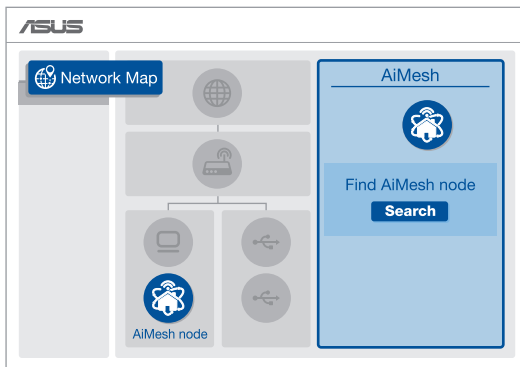 ASUS
Network Map
AiMesh
Find AiMesh node
Search
AiMesh node